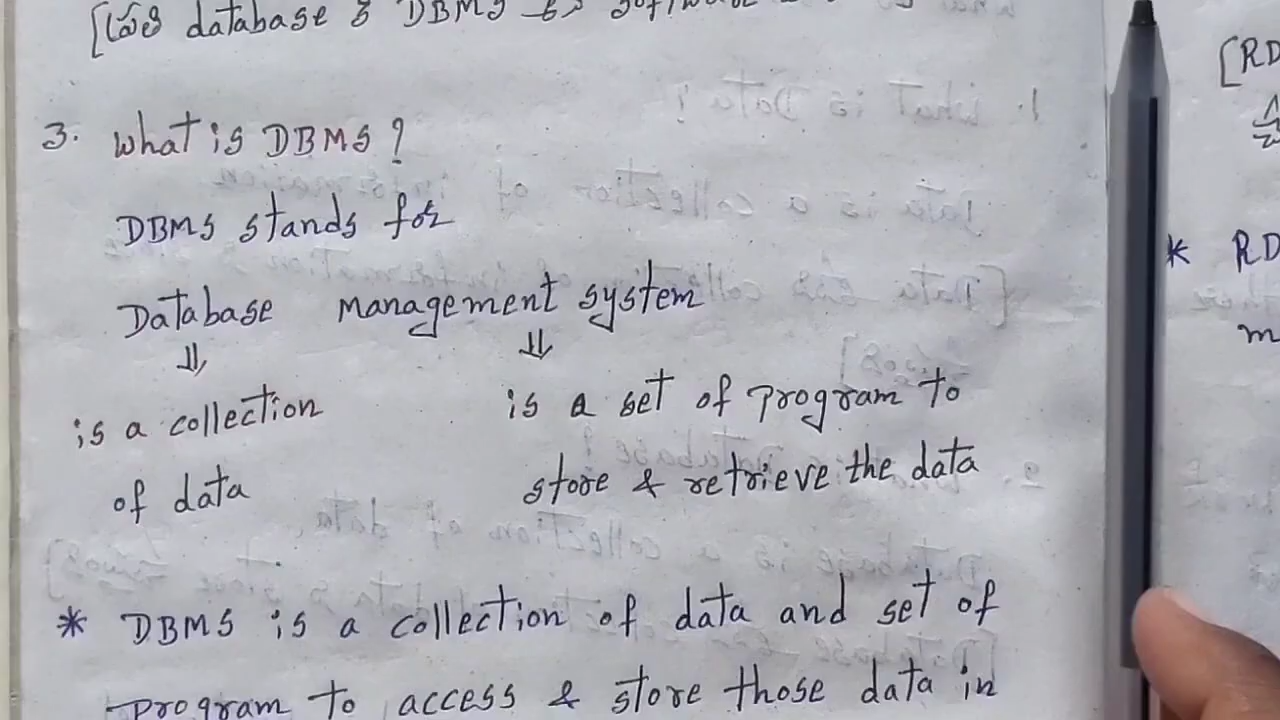 database & DBMS
3. What is DBMS?
DBMS stands for
Database Management system
⇓ ⇓
is a collection is a set of program to
of data store & retrieve the data
* DBMS is a collection of data and set of
program to access & store those data in
[RD
* RD
m